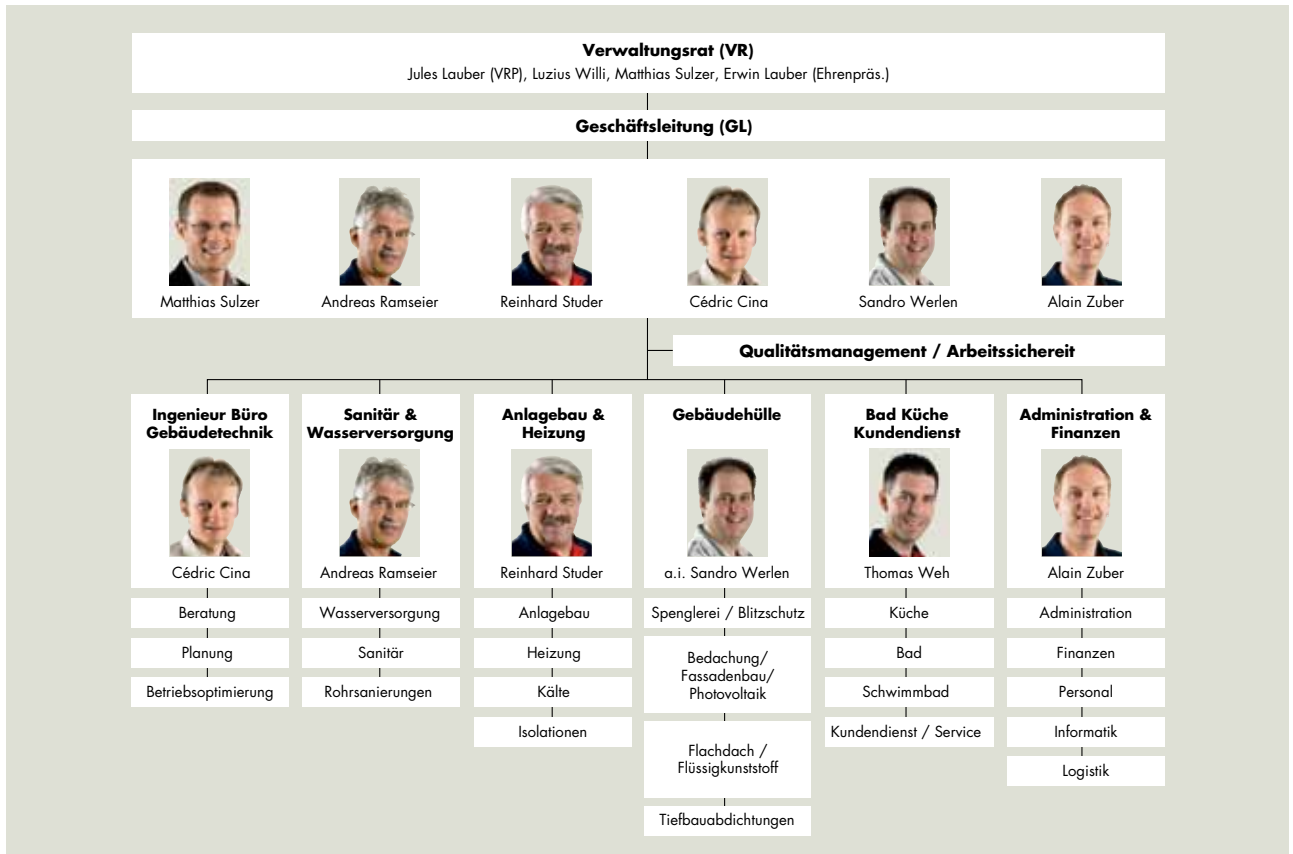 Verwaltungsrat (VR)
Jules Lauber (VRP), Luzius Willi, Matthias Sulzer, Erwin Lauber (Ehrenpräs.)
Geschäftsleitung (GL)
Matthias Sulzer
Andreas Ramseier
Reinhard Studer
Cédric Cina
Sandro Werlen
Alain Zuber
Qualitätsmanagement / Arbeitssichereit
Ingenieur Büro
Gebäudetechnik
Cédric Cina
Beratung
Planung
Betriebsoptimierung
Sanitär &
Wasserversorgung
Andreas Ramseier
Wasserversorgung
Sanitär
Rohrsanierungen
Anlagebau &
Heizung
Reinhard Studer
Anlagebau
Heizung
Kälte
Isolationen
Gebäudehülle
a.i. Sandro Werlen
Spenglerei / Blitzschutz
Bedachung/
Fassadenbau/
Photovoltaik
Flachdach /
Flüssigkunststoff
Tiefbauabdichtungen
Bad Küche
Kundendienst
Thomas Weh
Küche
Bad
Schwimmbad
Kundendienst / Service
Administration &
Finanzen
Alain Zuber
Administration
Finanzen
Personal
Informatik
Logistik